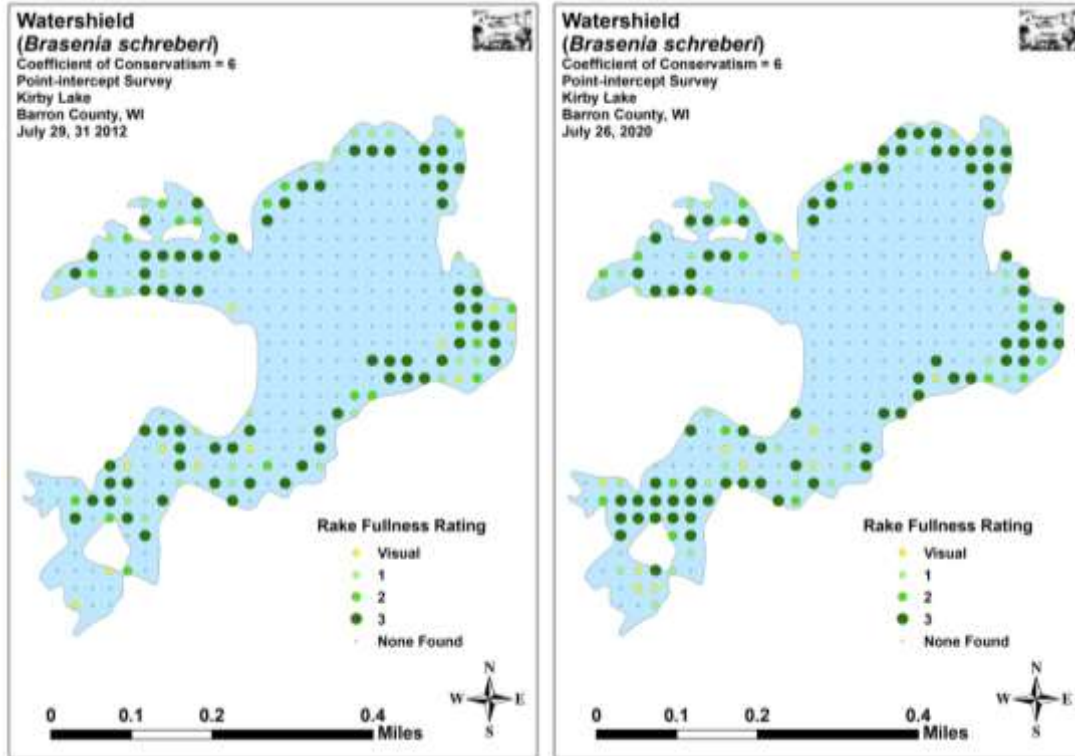 Watershield
(Brasenia schreberi)
Coefficient of Conservatism = 6
Point-intercept Survey
Kirby Lake
Barron County, WI
July 29, 31 2012
Rake Fullness Rating
Visual
1
2
3
None Found
N
W E
S
0 0.1 0.2 0.4
Miles
Watershield
(Brasenia schreberi)
Coefficient of Conservatism = 6
Point-intercept Survey
Kirby Lake
Barron County, WI
July 26, 2020
Rake Fullness Rating
Visual
1
2
3
None Found
N
W E
S
0 0.1 0.2 0.4
Miles